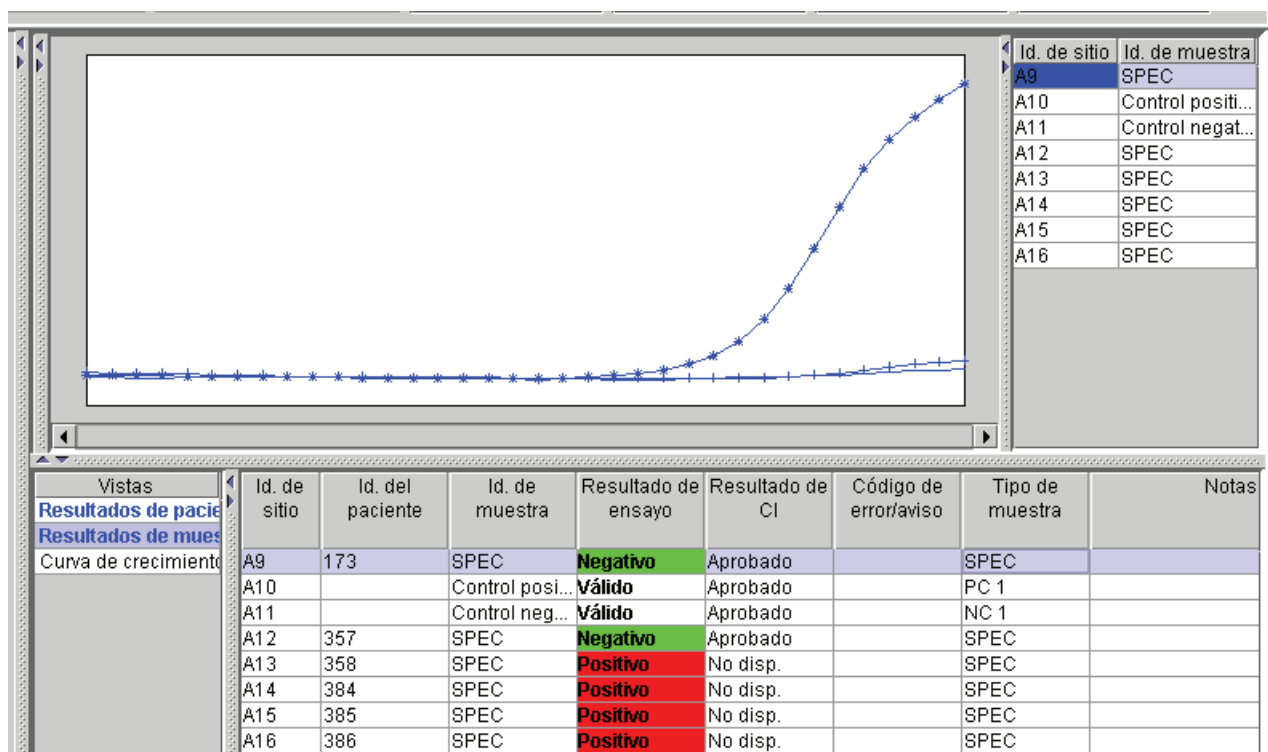 Id. de sitio Id. de muestra
A9 SPEC
A10 Control positi...
A11 Control negat...
A12 SPEC
A13 SPEC
A14 SPEC
A15 SPEC
A16 SPEC
Vistas
Resultados de pacie
Resultados de mues
Curva de crecimiento
Id. de sitio Id. del paciente Id. de muestra Resultado de ensayo Resultado de CI Código de error/aviso Tipo de muestra Notas
A9 173 SPEC Negativo Aprobado SPEC
A10 Control posi... Válido Aprobado PC 1
A11 Control neg... Válido Aprobado NC 1
A12 357 SPEC Negativo Aprobado SPEC
A13 358 SPEC Positivo No disp. SPEC
A14 384 SPEC Positivo No disp. SPEC
A15 385 SPEC Positivo No disp. SPEC
A16 386 SPEC Positivo No disp. SPEC